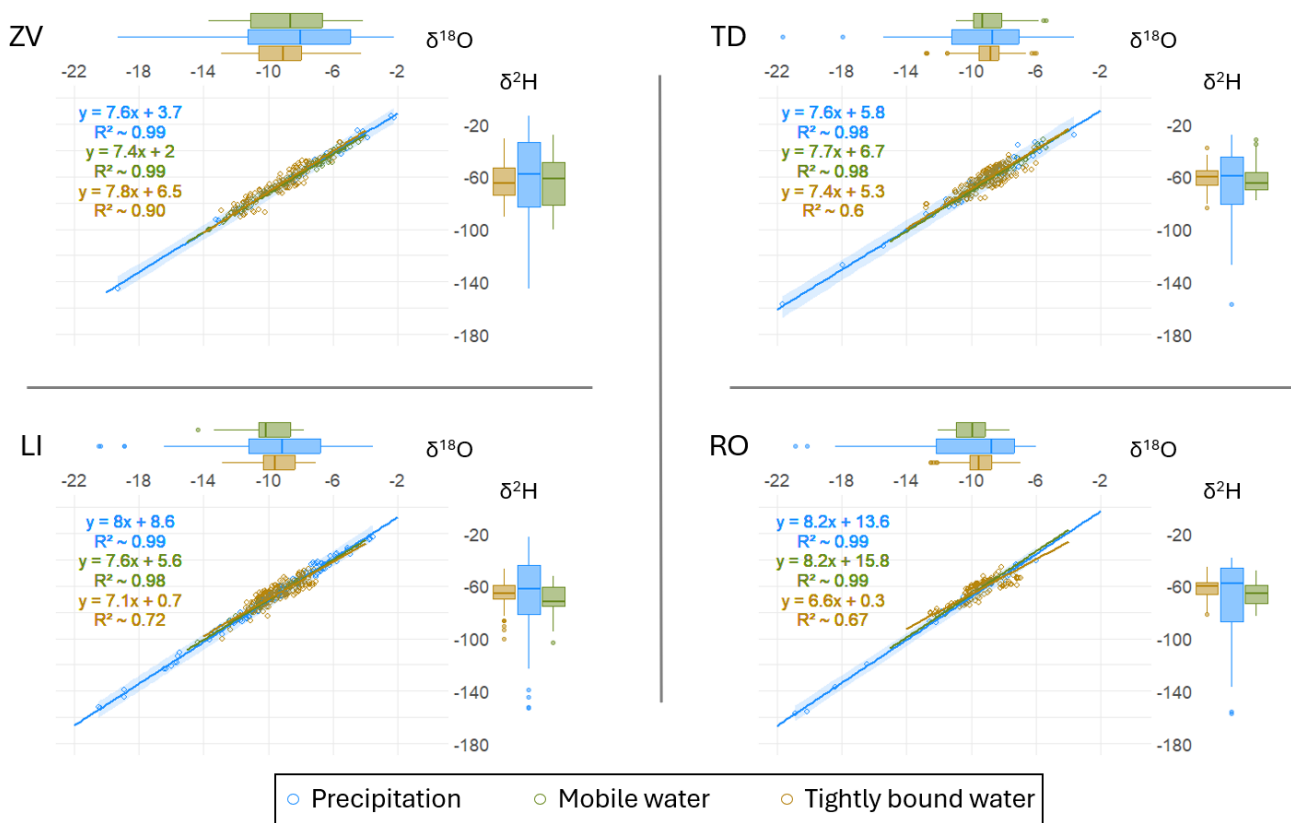 ZV
δ¹⁸O
-22 -18 -14 -10 -6 -2
δ²H
y = 7.6x + 3.7
R² ~ 0.99
y = 7.4x + 2
R² ~ 0.99
y = 7.8x + 6.5
R² ~ 0.90
-20
-60
-100
-140
-180
TD
δ¹⁸O
-22 -18 -14 -10 -6 -2
δ²H
y = 7.6x + 5.8
R² ~ 0.98
y = 7.7x + 6.7
R² ~ 0.98
y = 7.4x + 5.3
R² ~ 0.6
-20
-60
-100
-140
-180
LI
δ¹⁸O
-22 -18 -14 -10 -6 -2
δ²H
y = 8x + 8.6
R² ~ 0.99
y = 7.6x + 5.6
R² ~ 0.98
y = 7.1x + 0.7
R² ~ 0.72
-20
-60
-100
-140
-180
RO
δ¹⁸O
-22 -18 -14 -10 -6 -2
δ²H
y = 8.2x + 13.6
R² ~ 0.99
y = 8.2x + 15.8
R² ~ 0.99
y = 6.6x + 0.3
R² ~ 0.67
-20
-60
-100
-140
-180
Precipitation Mobile water Tightly bound water